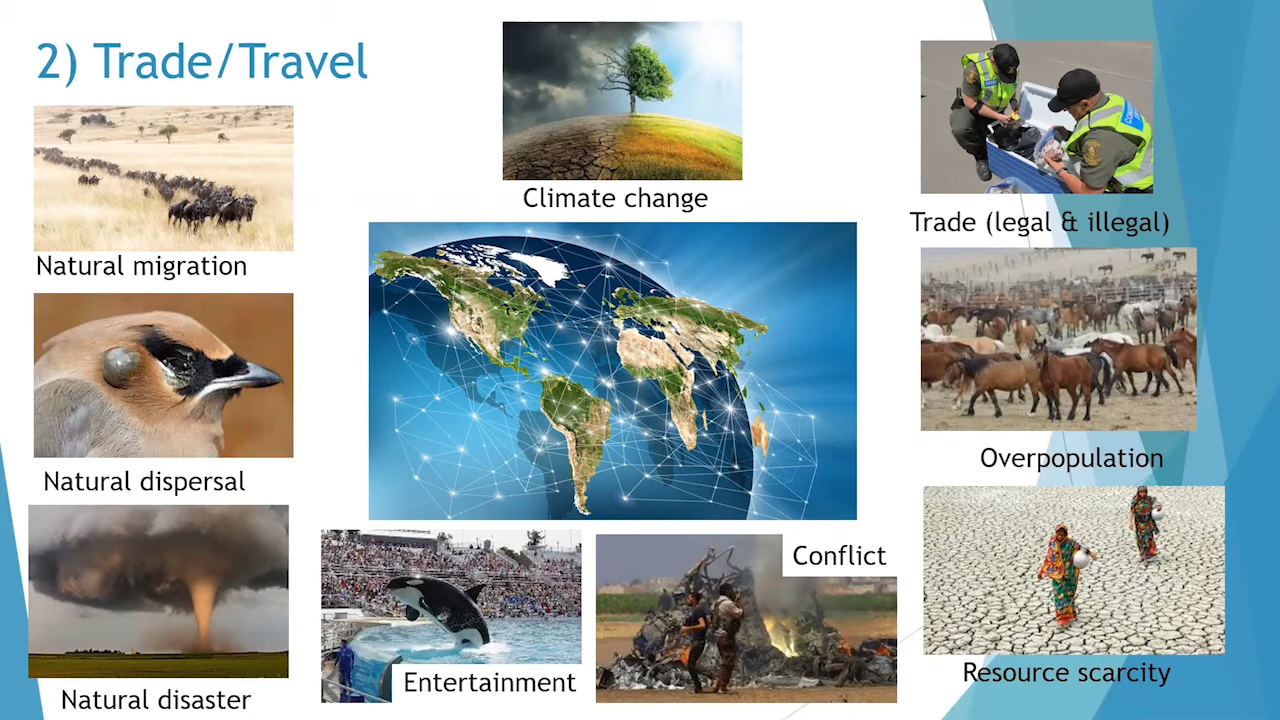 2) Trade/Travel
Climate change
Trade (legal & illegal)
Natural migration
Overpopulation
Natural dispersal
Conflict
Entertainment
Resource scarcity
Natural disaster